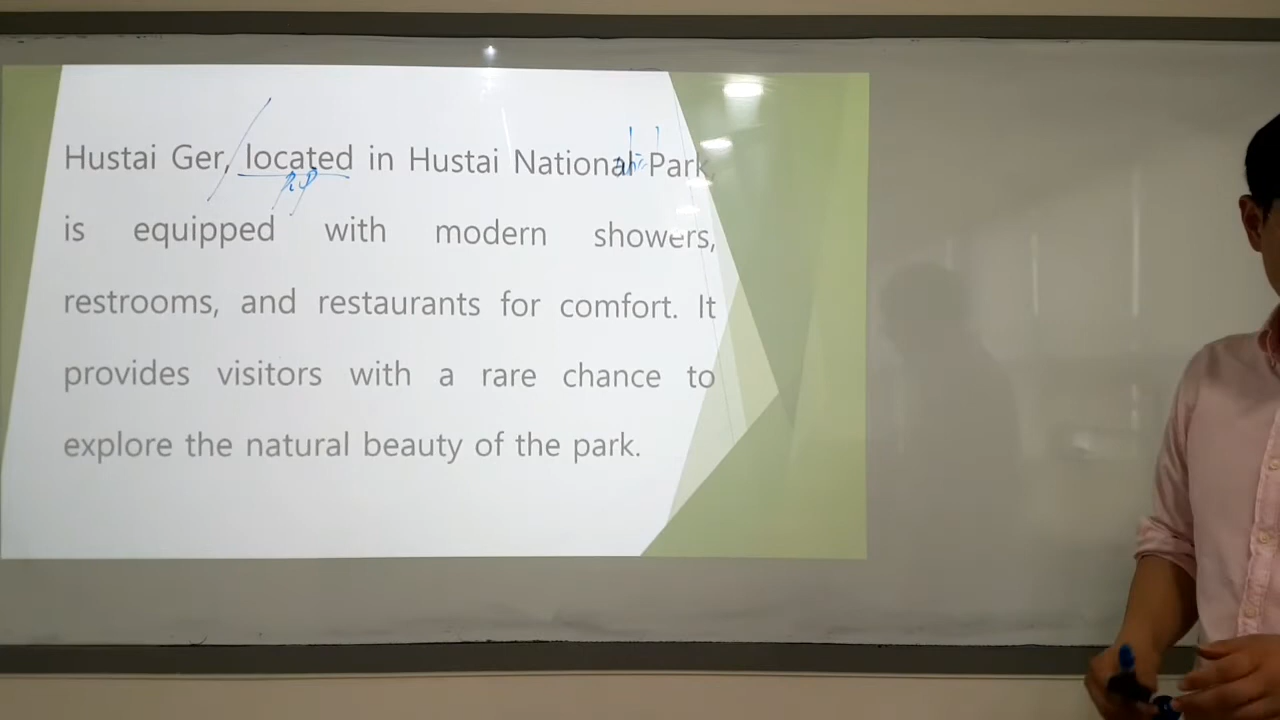 Hustai Ger, located in Hustai National Park,
is equipped with modern showers,
restrooms, and restaurants for comfort. It
provides visitors with a rare chance to
explore the natural beauty of the park.